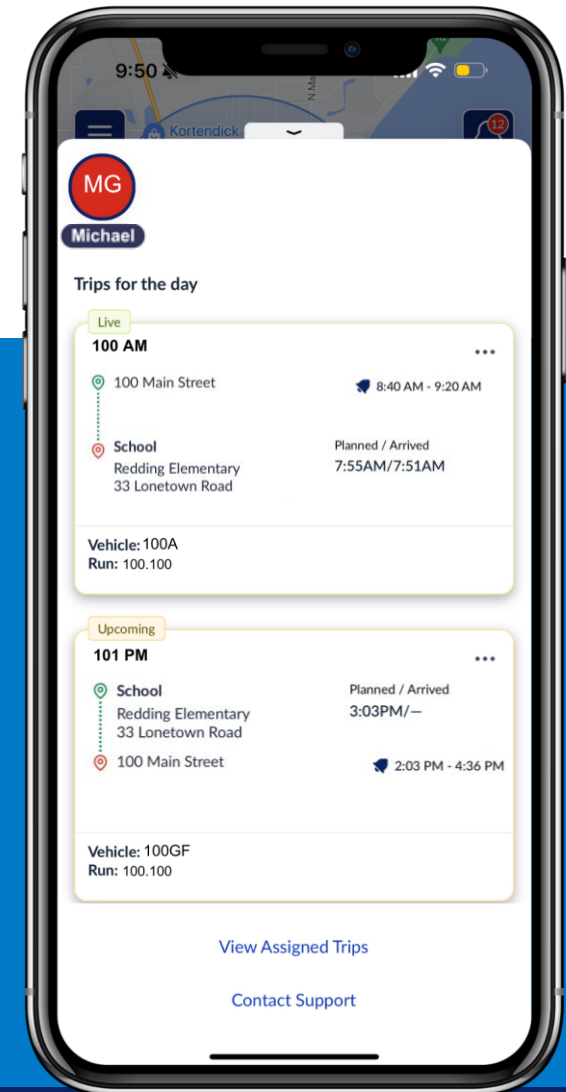 9:50
N Ma
Kortendick
12
MG
Michael
Trips for the day
Live
100 AM
100 Main Street
8:40 AM - 9:20 AM
School
Planned / Arrived
Redding Elementary
7:55AM/7:51AM
33 Lonetown Road
Vehicle: 100A
Run: 100.100
Upcoming
101 PM
School
Planned / Arrived
Redding Elementary
3:03PM/—
33 Lonetown Road
100 Main Street
2:03 PM - 4:36 PM
Vehicle: 100GF
Run: 100.100
View Assigned Trips
Contact Support